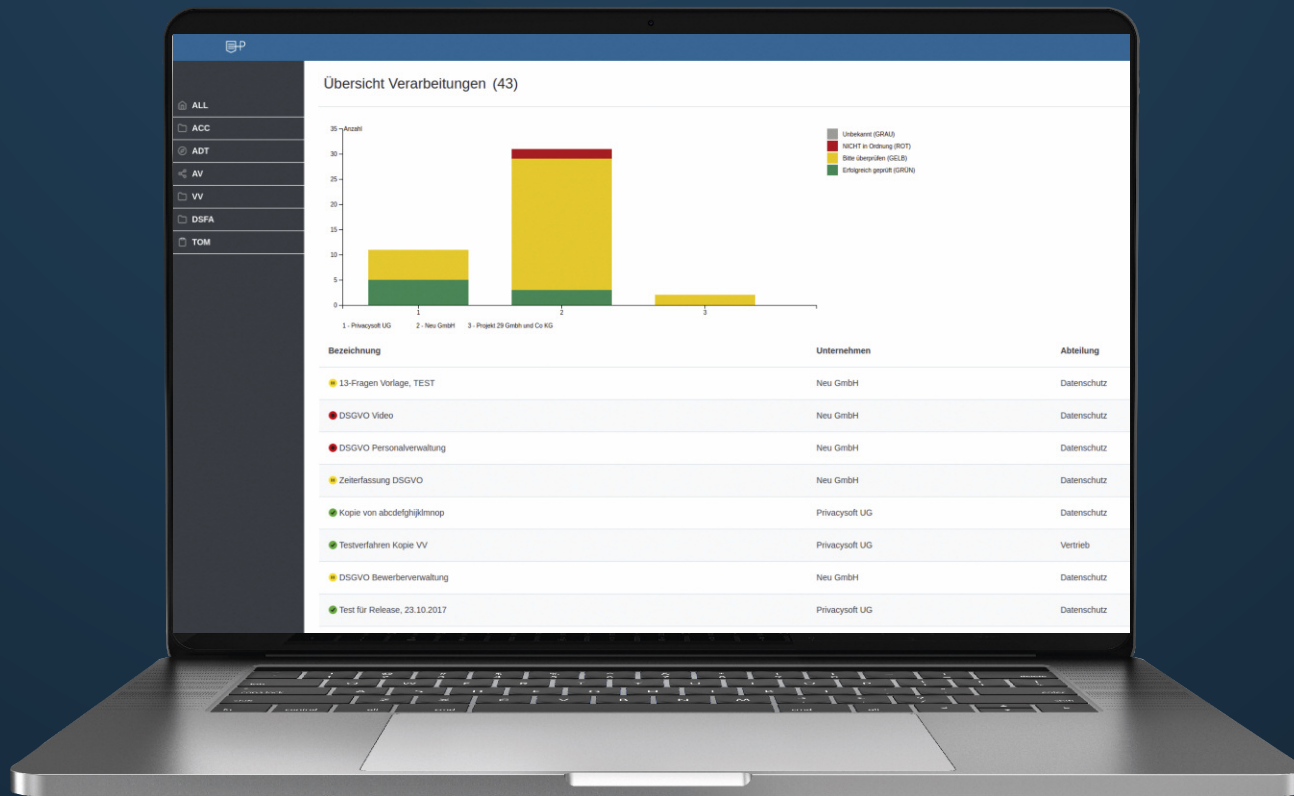 Übersicht Verarbeitungen (43)
ALL
ACC
ADT
AV
VV
DSFA
TOM
Anzahl
35
30
25
20
15
10
5
0
1 2 3
1 - Privacysoft UG 2 - Neu GmbH 3 - Projekt 29 Gmbh und Co KG
Unbekannt (GRAU)
NICHT in Ordnung (ROT)
Bitte überprüfen (GELB)
Erfolgreich geprüft (GRÜN)
Bezeichnung Unternehmen Abteilung
13-Fragen Vorlage, TEST Neu GmbH Datenschutz
DSGVO Video Neu GmbH Datenschutz
DSGVO Personalverwaltung Neu GmbH Datenschutz
Zeiterfassung DSGVO Neu GmbH Datenschutz
Kopie von abcdefghijklmnop Privacysoft UG Datenschutz
Testverfahren Kopie VV Privacysoft UG Vertrieb
DSGVO Bewerberverwaltung Neu GmbH Datenschutz
Test für Release, 23.10.2017 Privacysoft UG Datenschutz